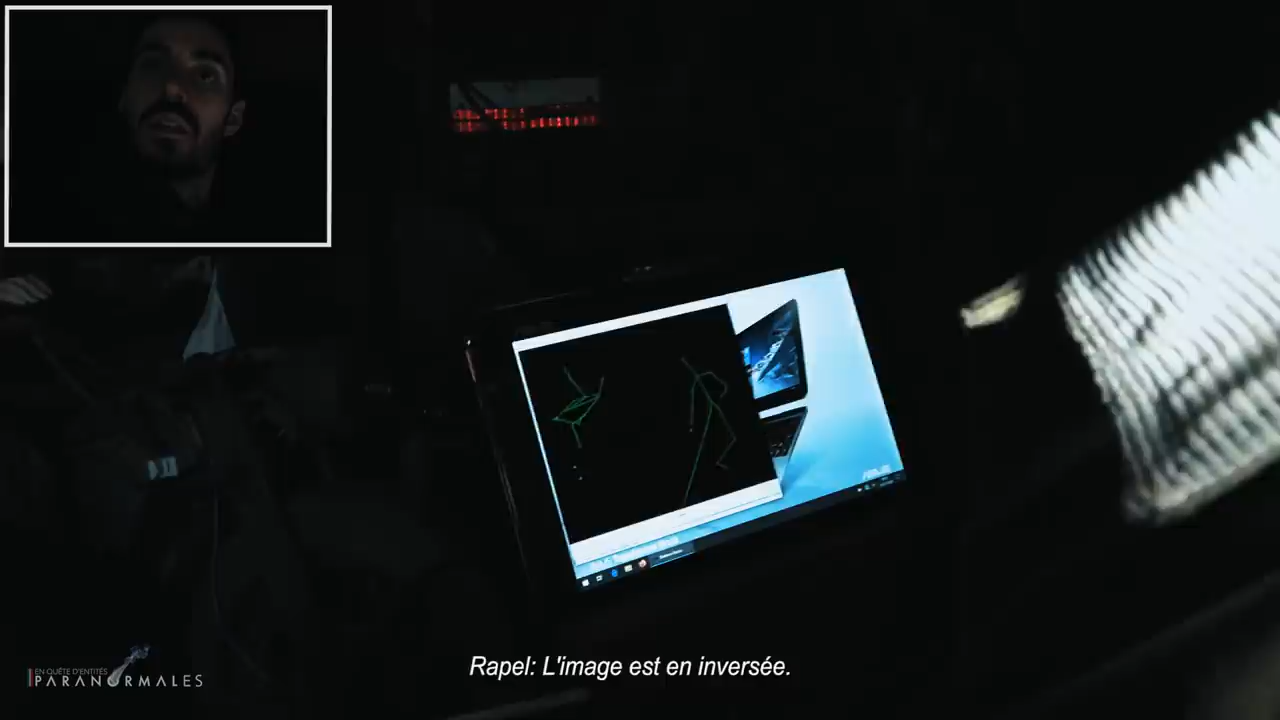 Rapel: L'image est en inversée.
EN QUÊTE D'ENTITÉS
PARANORMALES